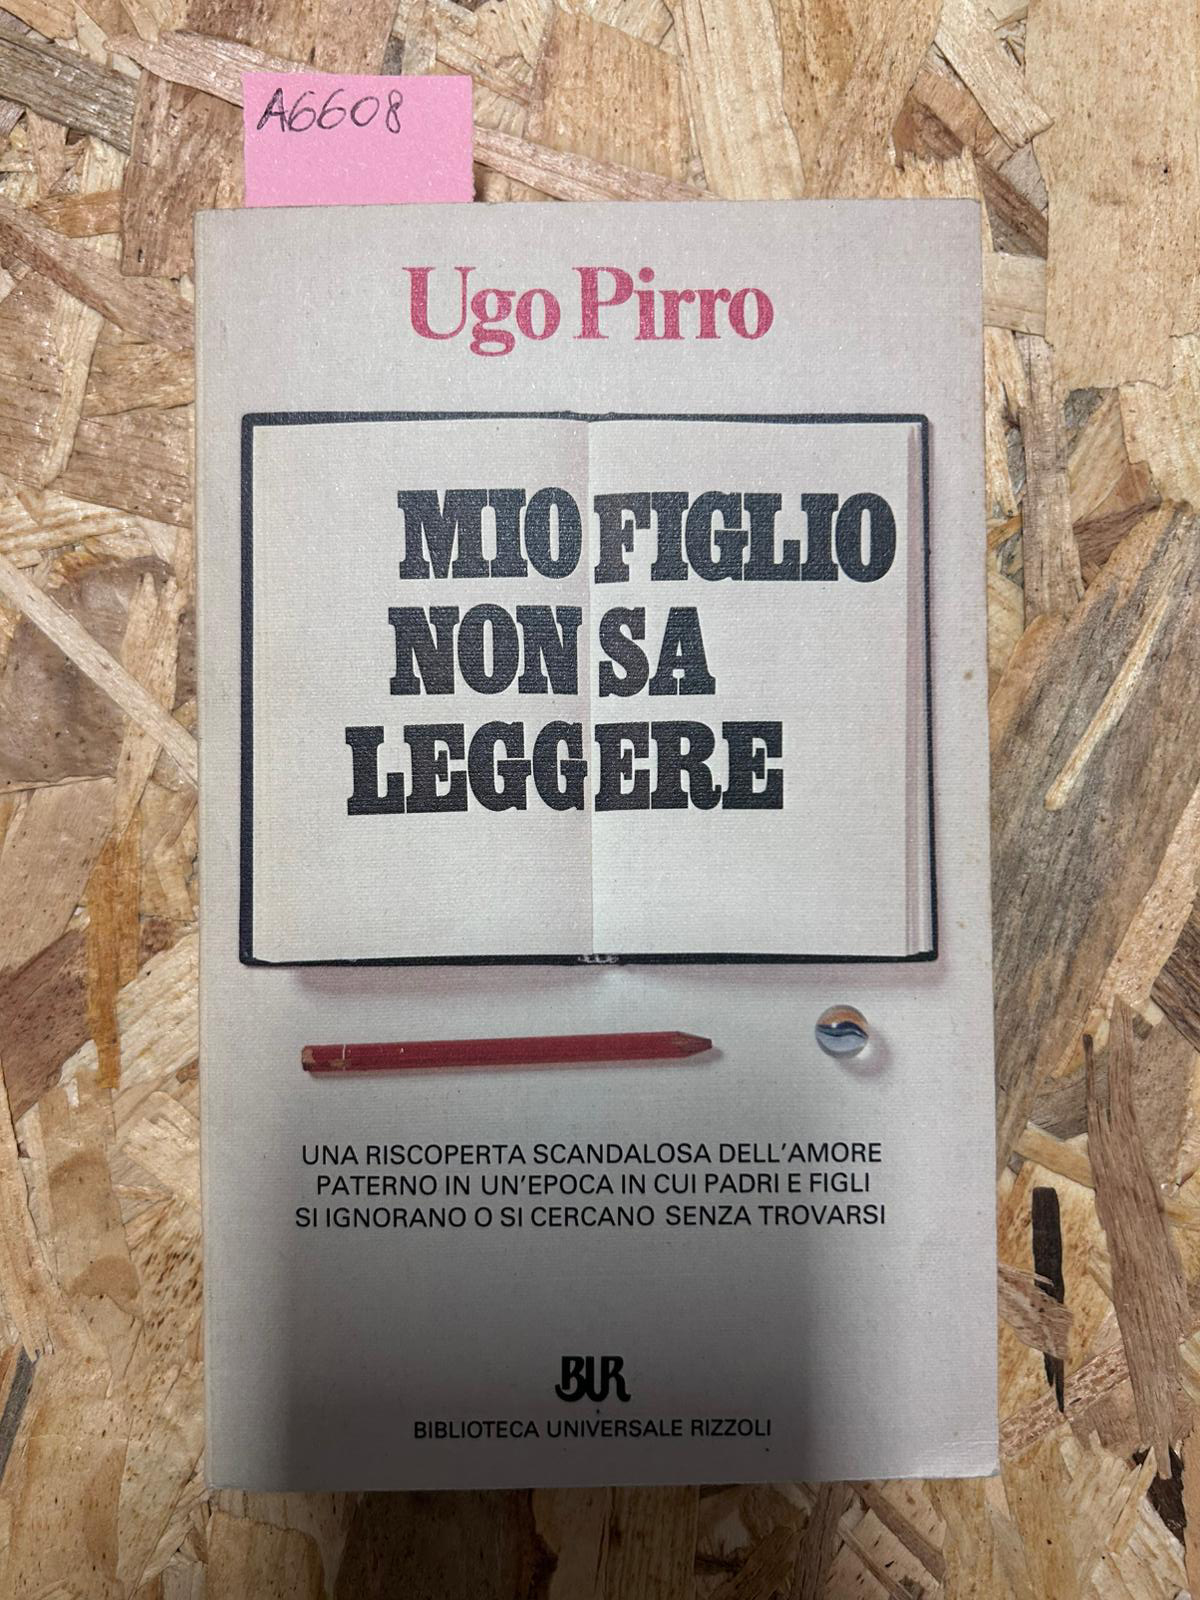 A6608
Ugo Pirro
MIO FIGLIO
NON SA
LEGGERE
UNA RISCOPERTA SCANDALOSA DELL'AMORE
PATERNO IN UN'EPOCA IN CUI PADRI E FIGLI
SI IGNORANO O SI CERCANO SENZA TROVARSI
BUR
BIBLIOTECA UNIVERSALE RIZZOLI